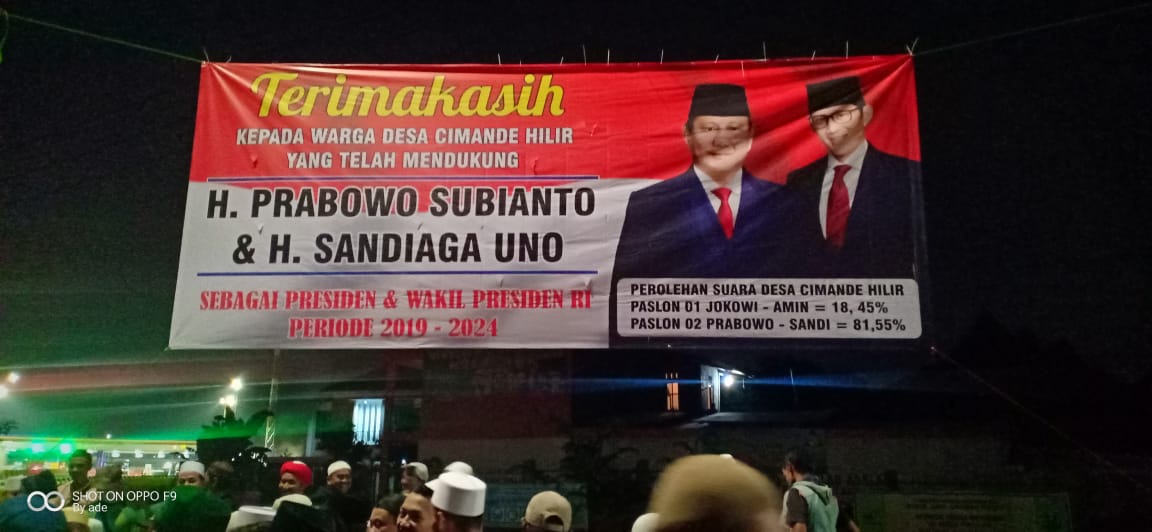 Terimakasih
KEPADA WARGA DESA CIMANDE HILIR
YANG TELAH MENDUKUNG
H. PRABOWO SUBIANTO
& H. SANDIAGA UNO
SEBAGAI PRESIDEN & WAKIL PRESIDEN RI
PERIODE 2019 - 2024
PEROLEHAN SUARA DESA CIMANDE HILIR
PASLON 01 JOKOWI - AMIN = 18, 45%
PASLON 02 PRABOWO - SANDI = 81,55%
SHOT ON OPPO F9
By ade